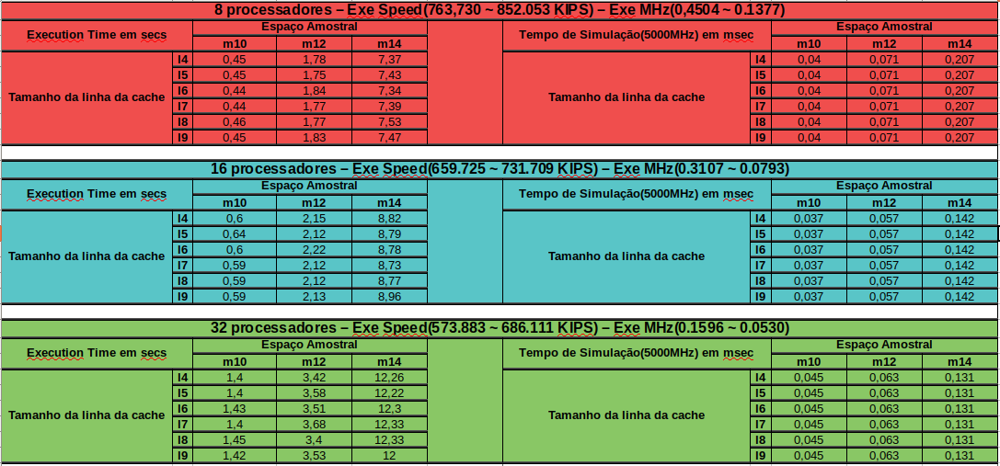 8 processadores – Exe Speed(763,730 ~ 852.053 KIPS) – Exe MHz(0,4504 ~ 0.1377)
Execution Time em secs Espaço Amostral Tempo de Simulação(5000MHz) em msec Espaço Amostral
m10 m12 m14 m10 m12 m14
Tamanho da linha da cache Tamanho da linha da cache
l4 0,45 1,78 7,37 l4 0,04 0,071 0,207
l5 0,45 1,75 7,43 l5 0,04 0,071 0,207
l6 0,44 1,84 7,34 l6 0,04 0,071 0,207
l7 0,44 1,77 7,39 l7 0,04 0,071 0,207
l8 0,46 1,77 7,53 l8 0,04 0,071 0,207
l9 0,45 1,83 7,47 l9 0,04 0,071 0,207
16 processadores – Exe Speed(659.725 ~ 731.709 KIPS) – Exe MHz(0.3107 ~ 0.0793)
Execution Time em secs Espaço Amostral Tempo de Simulação(5000MHz) em msec Espaço Amostral
m10 m12 m14 m10 m12 m14
Tamanho da linha da cache Tamanho da linha da cache
l4 0,6 2,15 8,82 l4 0,037 0,057 0,142
l5 0,64 2,12 8,79 l5 0,037 0,057 0,142
l6 0,6 2,22 8,78 l6 0,037 0,057 0,142
l7 0,59 2,12 8,73 l7 0,037 0,057 0,142
l8 0,59 2,12 8,77 l8 0,037 0,057 0,142
l9 0,59 2,13 8,96 l9 0,037 0,057 0,142
32 processadores – Exe Speed(573.883 ~ 686.111 KIPS) – Exe MHz(0.1596 ~ 0.0530)
Execution Time em secs Espaço Amostral Tempo de Simulação(5000MHz) em msec Espaço Amostral
m10 m12 m14 m10 m12 m14
Tamanho da linha da cache Tamanho da linha da cache
l4 1,4 3,42 12,26 l4 0,045 0,063 0,131
l5 1,4 3,58 12,22 l5 0,045 0,063 0,131
l6 1,43 3,51 12,3 l6 0,045 0,063 0,131
l7 1,4 3,68 12,33 l7 0,045 0,063 0,131
l8 1,45 3,4 12,33 l8 0,045 0,063 0,131
l9 1,42 3,53 12 l9 0,045 0,063 0,131